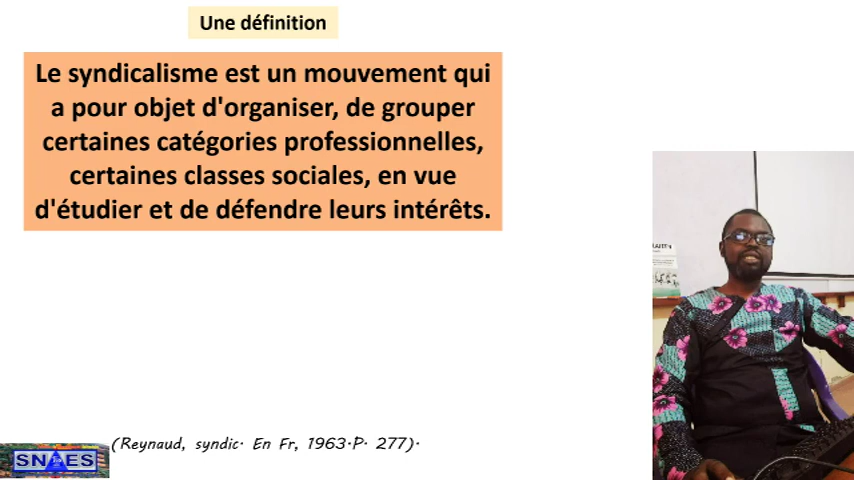 Une définition
Le syndicalisme est un mouvement qui
a pour objet d'organiser, de grouper
certaines catégories professionnelles,
certaines classes sociales, en vue
d'étudier et de défendre leurs intérêts.
(Reynaud, syndic. En Fr, 1963.P. 277).
SNAES